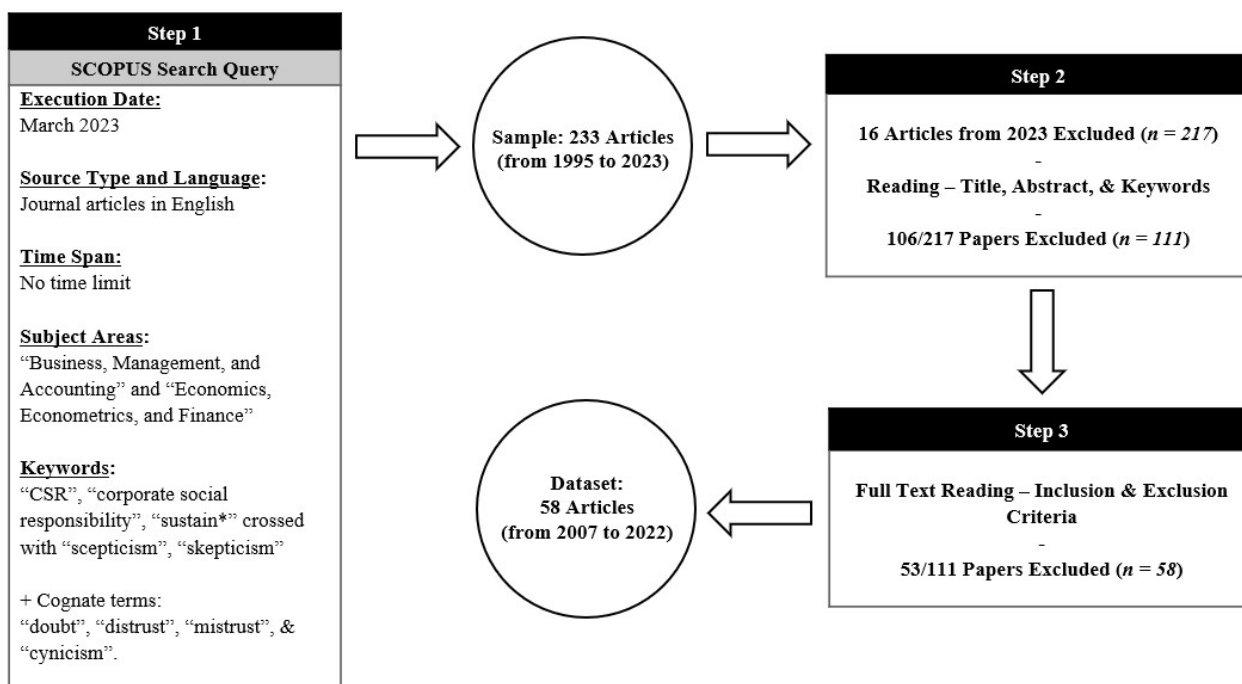 Step 1
SCOPUS Search Query
Execution Date:
March 2023
Source Type and Language:
Journal articles in English
Time Span:
No time limit
Subject Areas:
“Business, Management, and
Accounting” and “Economics,
Econometrics, and Finance”
Keywords:
“CSR”, “corporate social
responsibility”, “sustain*” crossed
with “scepticism”, “skepticism”
+ Cognate terms:
“doubt”, “distrust”, “mistrust”, &
“cynicism”.
Sample: 233 Articles
(from 1995 to 2023)
Step 2
16 Articles from 2023 Excluded (n = 217)
-
Reading – Title, Abstract, & Keywords
-
106/217 Papers Excluded (n = 111)
Step 3
Full Text Reading – Inclusion & Exclusion
Criteria
-
53/111 Papers Excluded (n = 58)
Dataset:
58 Articles
(from 2007 to 2022)